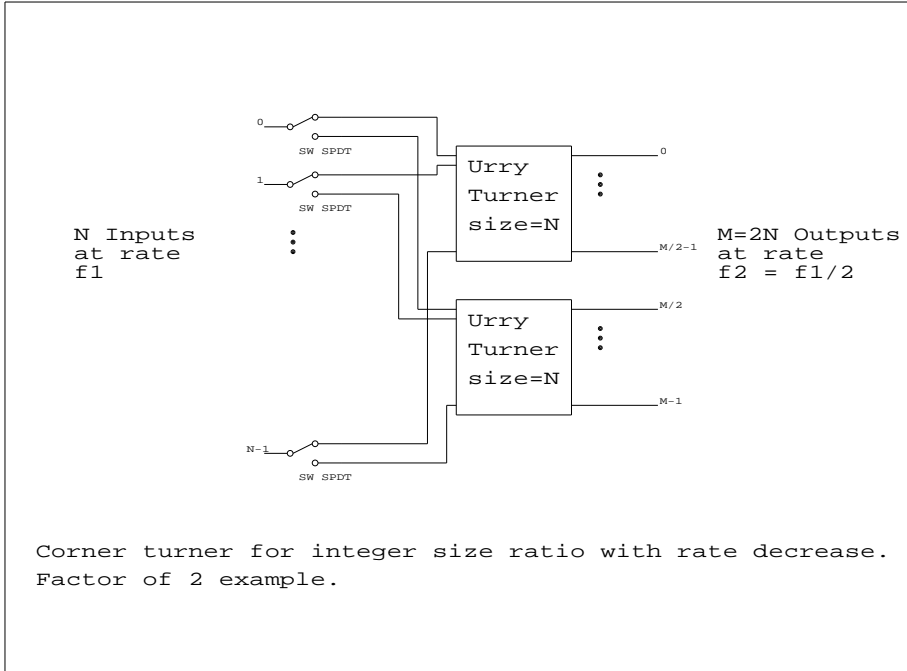 0
SW SPDT
1
SW SPDT
N Inputs
at rate
f1
N-1
SW SPDT
Urry
Turner
size=N
Urry
Turner
size=N
0
M/2-1
M/2
M-1
M=2N Outputs
at rate
f2 = f1/2
Corner turner for integer size ratio with rate decrease.
Factor of 2 example.